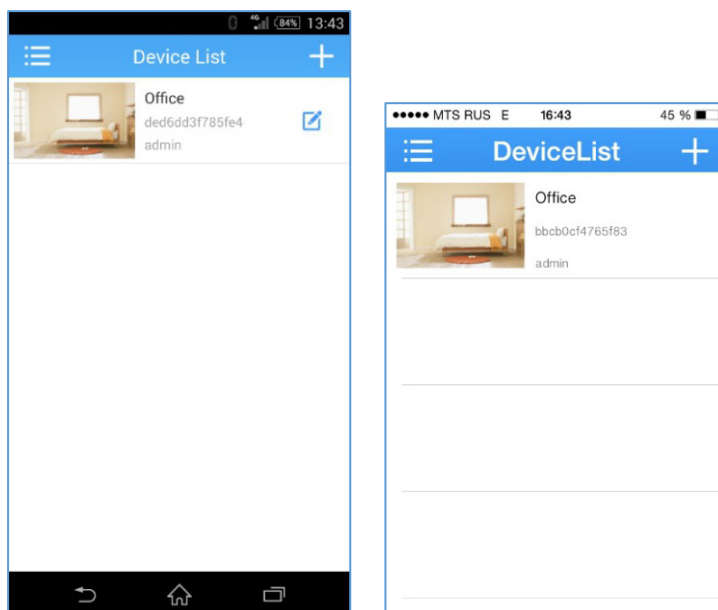 4G 84% 13:43
Device List
Office
ded6dd3f785fe4
admin
MTS RUS E 16:43 45 %
DeviceList
Office
bbcb0cf4765f83
admin